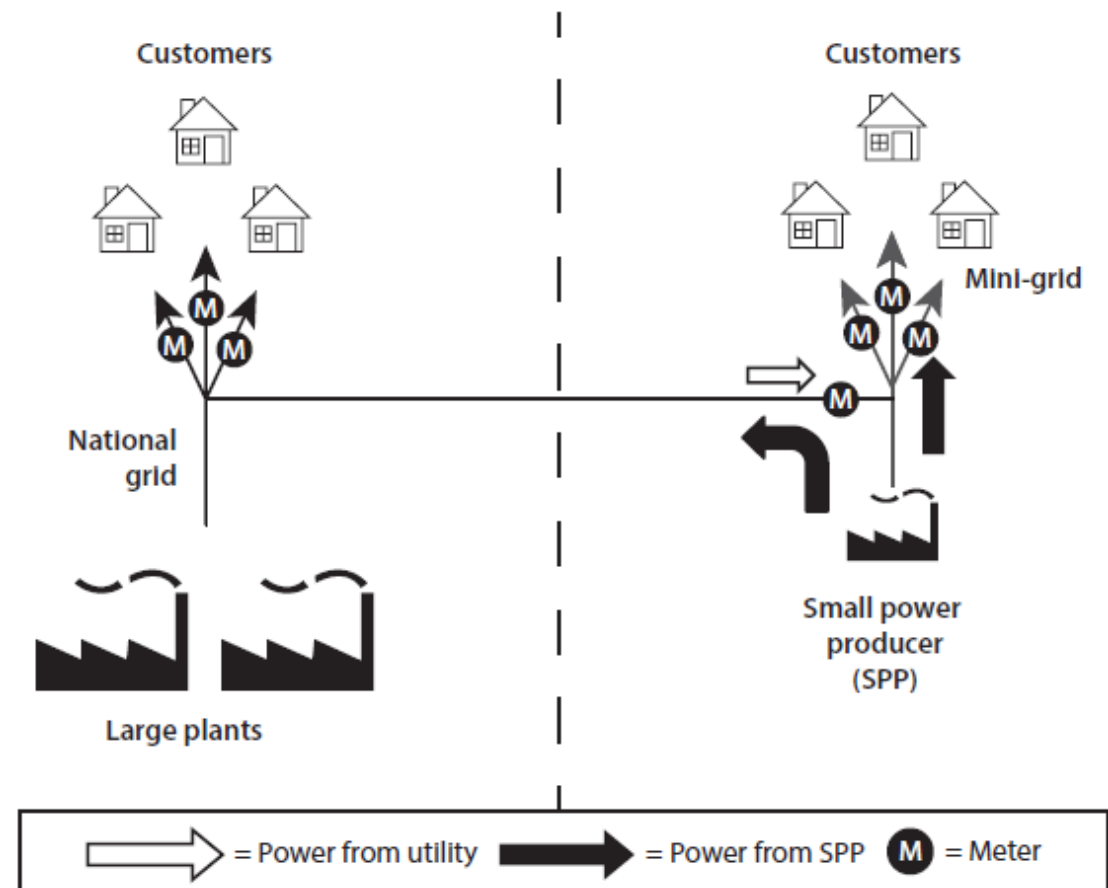 Customers
Customers
M
M
M
M
M
M
Mini-grid
M
National
grid
Small power
producer
(SPP)
Large plants
= Power from utility = Power from SPP M = Meter